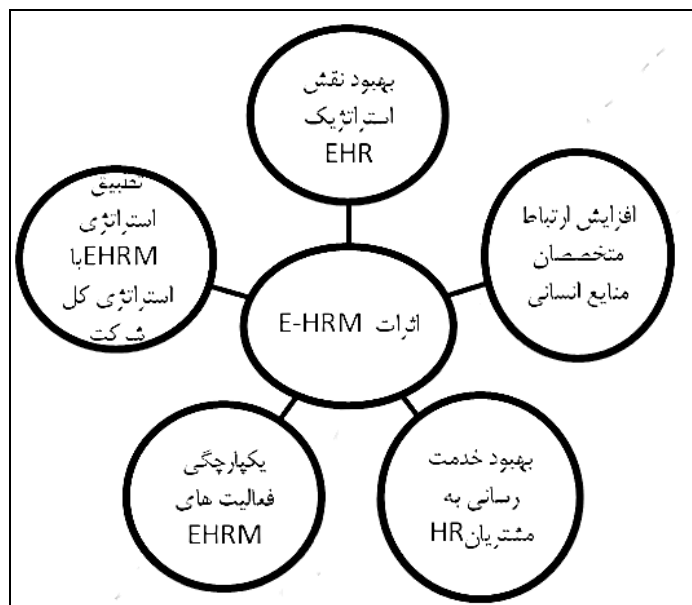 بهبود نقش
استراتژیک
EHR
افزایش ارتباط
متخصصان
منابع انسانی
تطبیق
استراتژی
EHRMبا
استراتژی کل
شرکت
اثرات E-HRM
بهبود خدمت
رسانی به
مشتریانHR
یکپارچگی
فعالیت های
EHRM